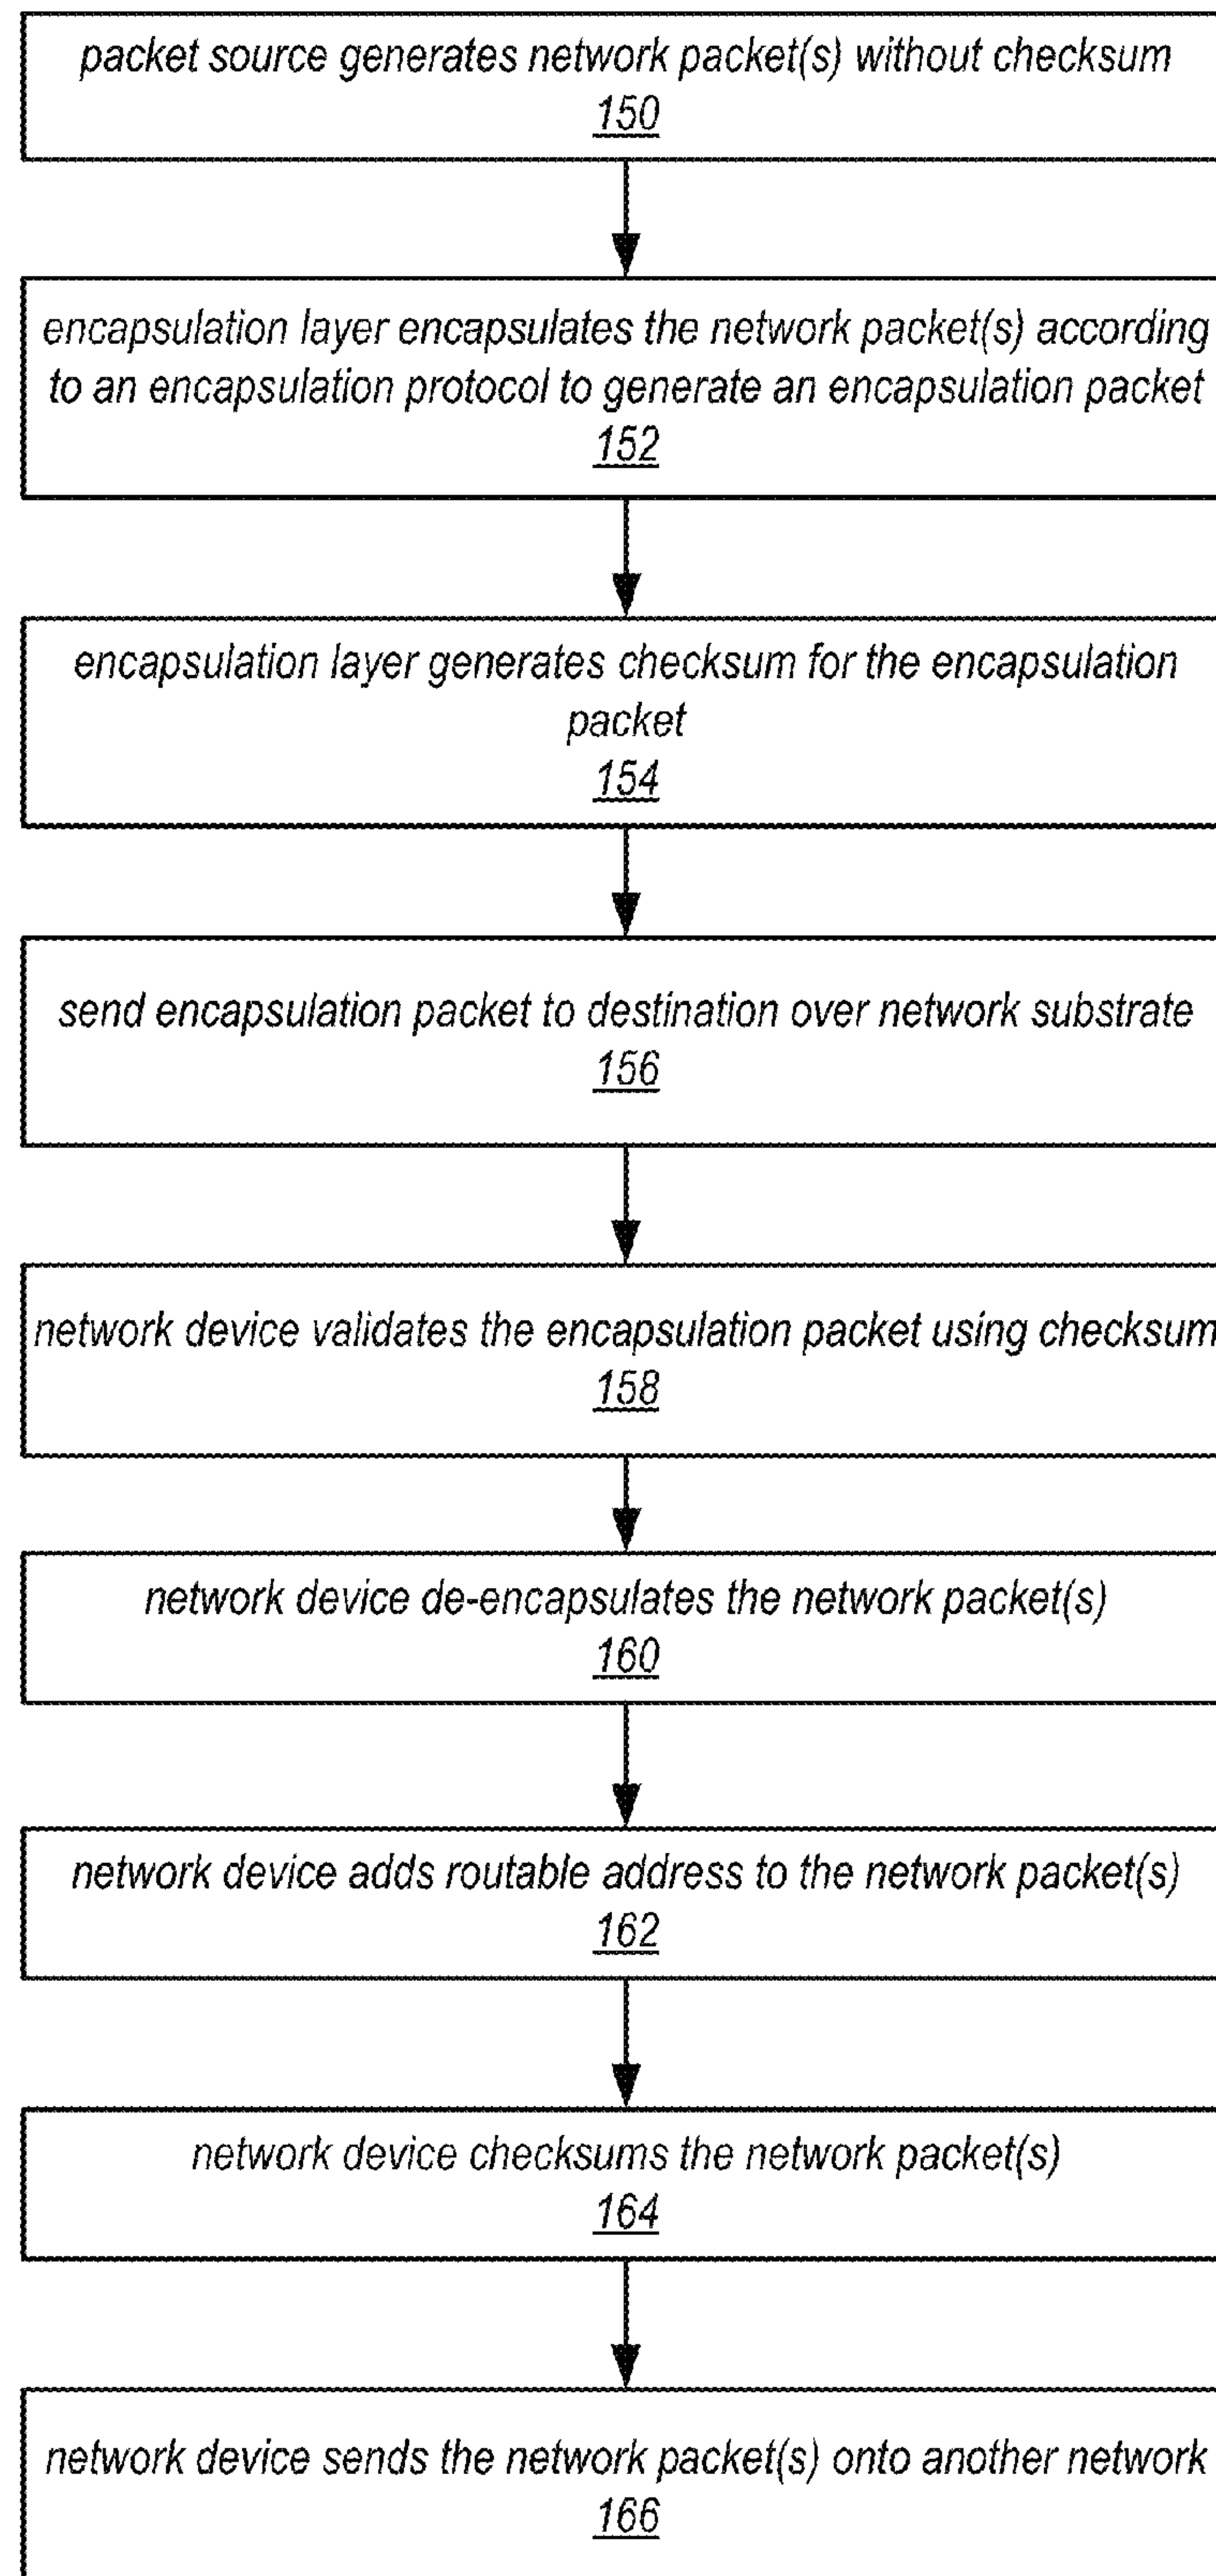 packet source generates network packet(s) without checksum
150
encapsulation layer encapsulates the network packet(s) according
to an encapsulation protocol to generate an encapsulation packet
152
encapsulation layer generates checksum for the encapsulation
packet
154
send encapsulation packet to destination over network substrate
156
network device validates the encapsulation packet using checksum
158
network device de-encapsulates the network packet(s)
160
network device adds routable address to the network packet(s)
162
network device checksums the network packet(s)
164
network device sends the network packet(s) onto another network
166